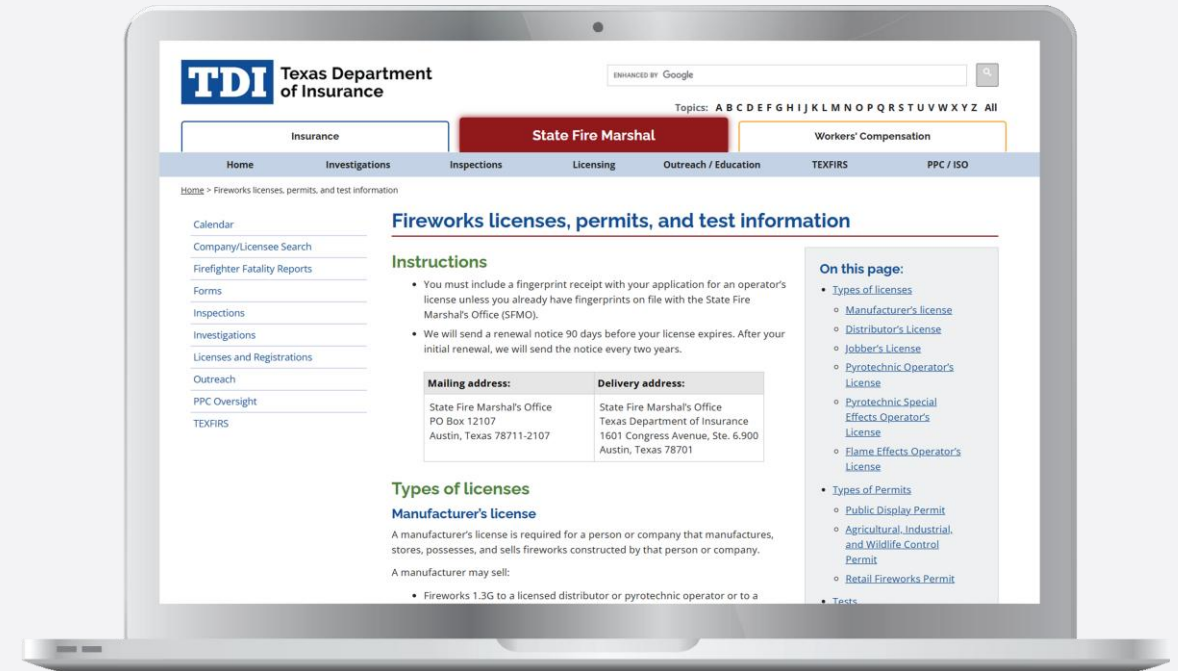 TDI Texas Department
of Insurance
ENHANCED BY Google
Topics: A B C D E F G H I J K L M N O P Q R S T U V W X Y Z All
Insurance
State Fire Marshal
Workers' Compensation
Home Investigations Inspections Licensing Outreach / Education TEXFIRS PPC / ISO
Home > Fireworks licenses, permits, and test information
Calendar
Company/Licensee Search
Firefighter Fatality Reports
Forms
Inspections
Investigations
Licenses and Registrations
Outreach
PPC Oversight
TEXFIRS
Fireworks licenses, permits, and test information
Instructions
• You must include a fingerprint receipt with your application for an operator's
license unless you already have fingerprints on file with the State Fire
Marshal's Office (SFMO).
• We will send a renewal notice 90 days before your license expires. After your
initial renewal, we will send the notice every two years.
Mailing address:
State Fire Marshal's Office
PO Box 12107
Austin, Texas 78711-2107
Delivery address:
State Fire Marshal's Office
Texas Department of Insurance
1601 Congress Avenue, Ste. 6.900
Austin, Texas 78701
Types of licenses
Manufacturer's license
A manufacturer's license is required for a person or company that manufactures,
stores, possesses, and sells fireworks constructed by that person or company.
A manufacturer may sell:
• Fireworks 1.3G to a licensed distributor or pyrotechnic operator or to a
On this page:
• Types of licenses
○ Manufacturer's license
○ Distributor's License
○ Jobber's License
○ Pyrotechnic Operator's
License
○ Pyrotechnic Special
Effects Operator's
License
○ Flame Effects Operator's
License
• Types of Permits
○ Public Display Permit
○ Agricultural, Industrial,
and Wildlife Control
Permit
○ Retail Fireworks Permit
• Tests